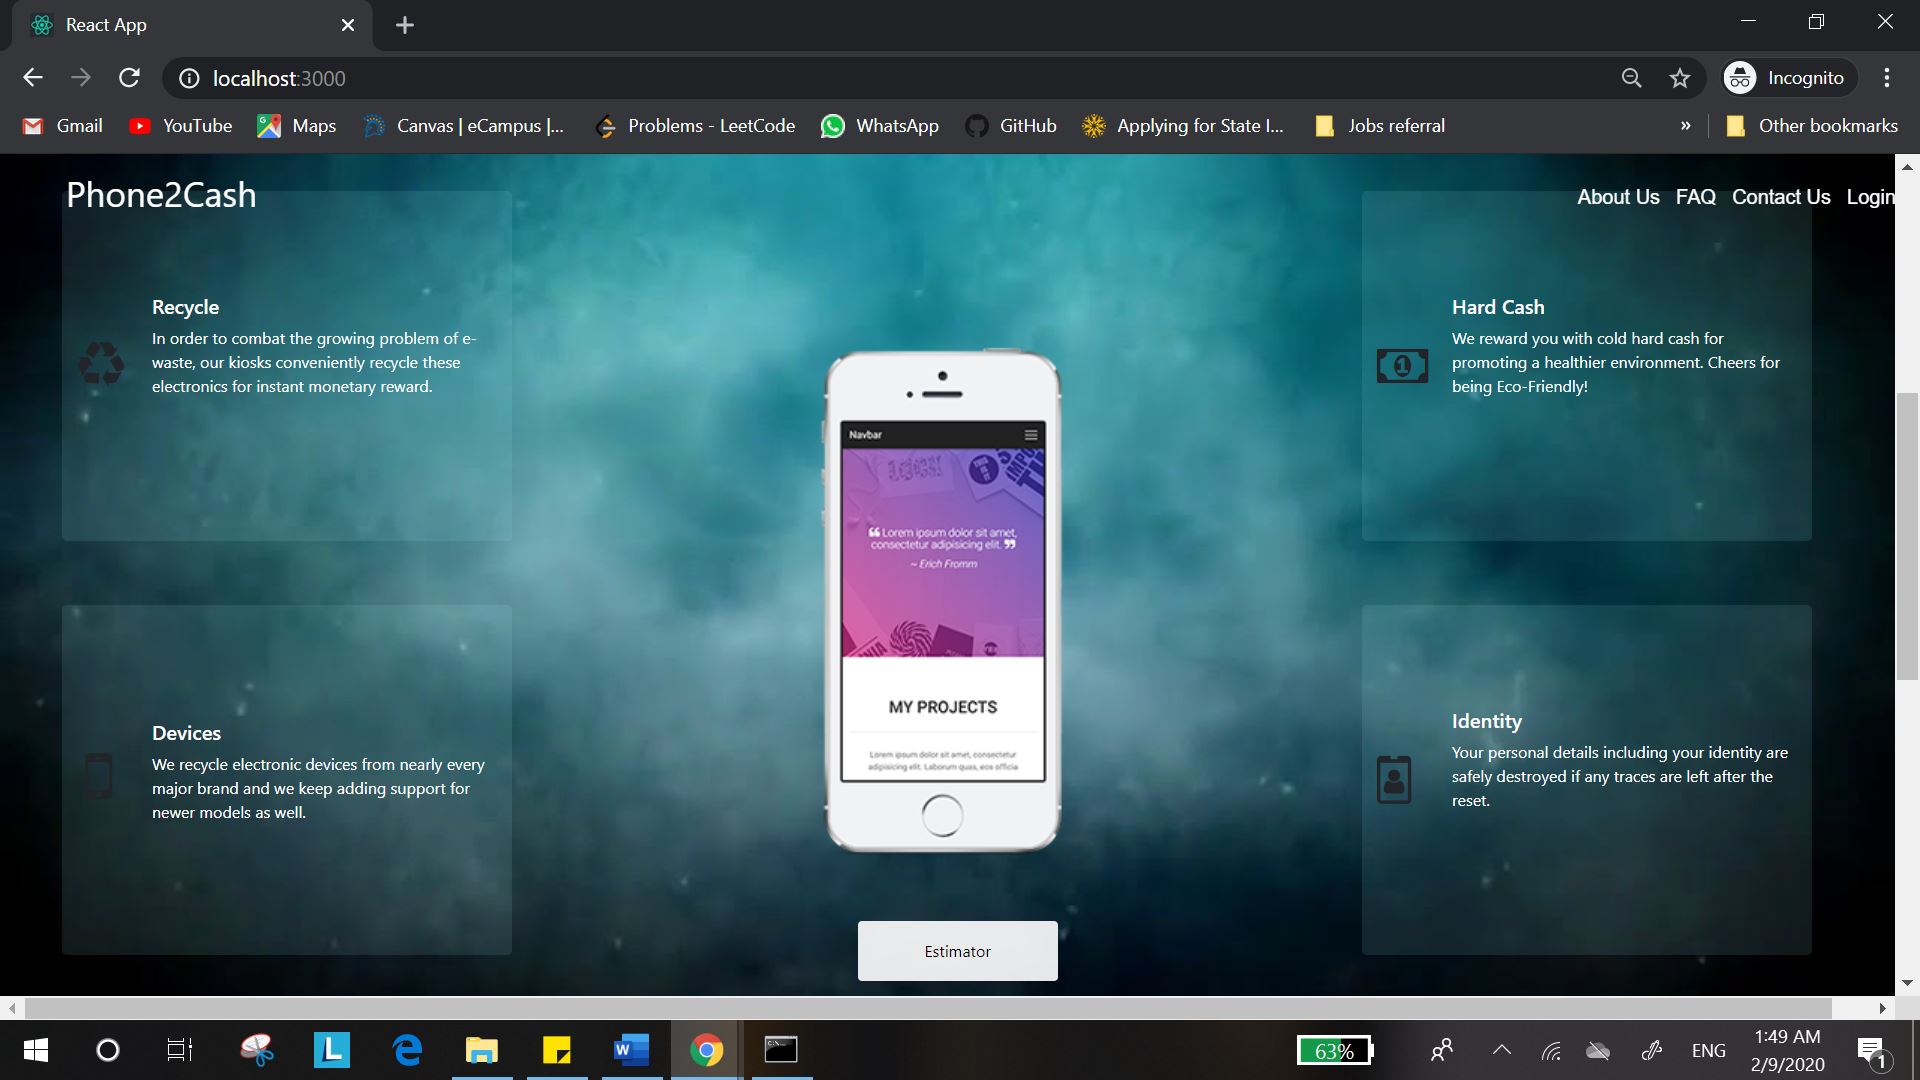 React App
localhost:3000
Incognito
Gmail
YouTube
Maps
Canvas | eCampus |...
Problems - LeetCode
WhatsApp
GitHub
Applying for State I...
Jobs referral
»
Other bookmarks
Phone2Cash
About Us FAQ Contact Us Login
Recycle
In order to combat the growing problem of e-
waste, our kiosks conveniently recycle these
electronics for instant monetary reward.
Hard Cash
We reward you with cold hard cash for
promoting a healthier environment. Cheers for
being Eco-Friendly!
Navbar
❝ Lorem ipsum dolor sit amet,
consectetur adipisicing elit. ❞
~ Erich Fromm
MY PROJECTS
Lorem ipsum dolor sit amet, consectetur
adipisicing elit. Laborum quas, eos officia
Devices
We recycle electronic devices from nearly every
major brand and we keep adding support for
newer models as well.
Identity
Your personal details including your identity are
safely destroyed if any traces are left after the
reset.
Estimator
63%
ENG
1:49 AM
2/9/2020
1